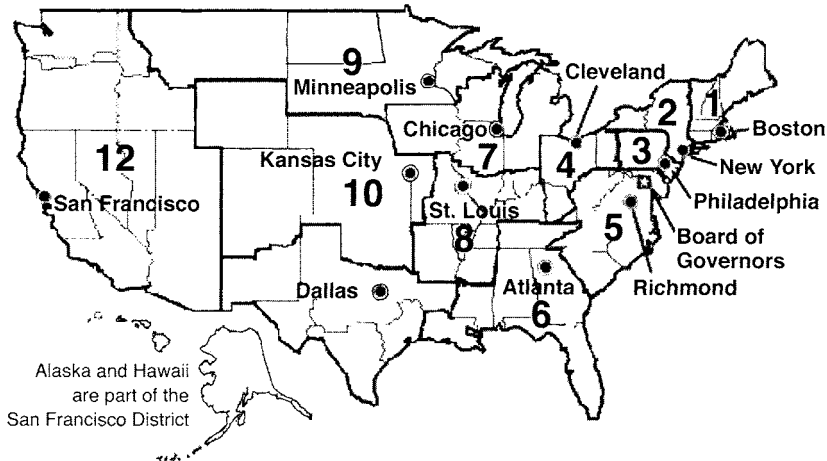 9
Minneapolis
Cleveland
2
1
Chicago
7
Boston
12
Kansas City
10
4
3
New York
San Francisco
St. Louis
8
Philadelphia
5
Board of
Governors
Dallas
Atlanta
6
Richmond
Alaska and Hawaii
are part of the
San Francisco District